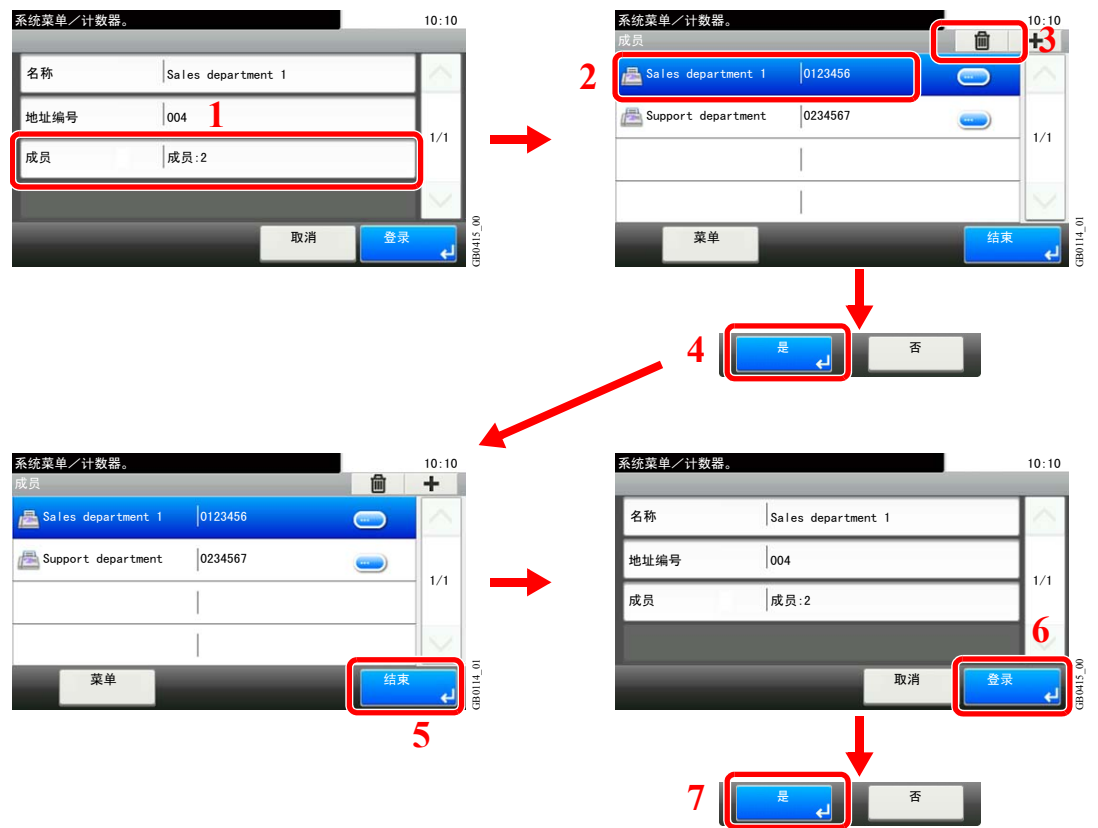 系统菜单／计数器。 10:10
名称 Sales department 1
地址编号 004 1
1/1
成员 成员:2
取消 登录
GB0415_00
系统菜单／计数器。 10:10
成员 3
2 Sales department 1 0123456
Support department 0234567
1/1
菜单 结束
GB0114_01
4 是 否
系统菜单／计数器。 10:10
成员
Sales department 1 0123456
Support department 0234567
1/1
菜单 结束
GB0114_01
5
系统菜单／计数器。 10:10
名称 Sales department 1
地址编号 004
1/1
成员 成员:2
6
取消 登录
GB0415_00
7 是 否